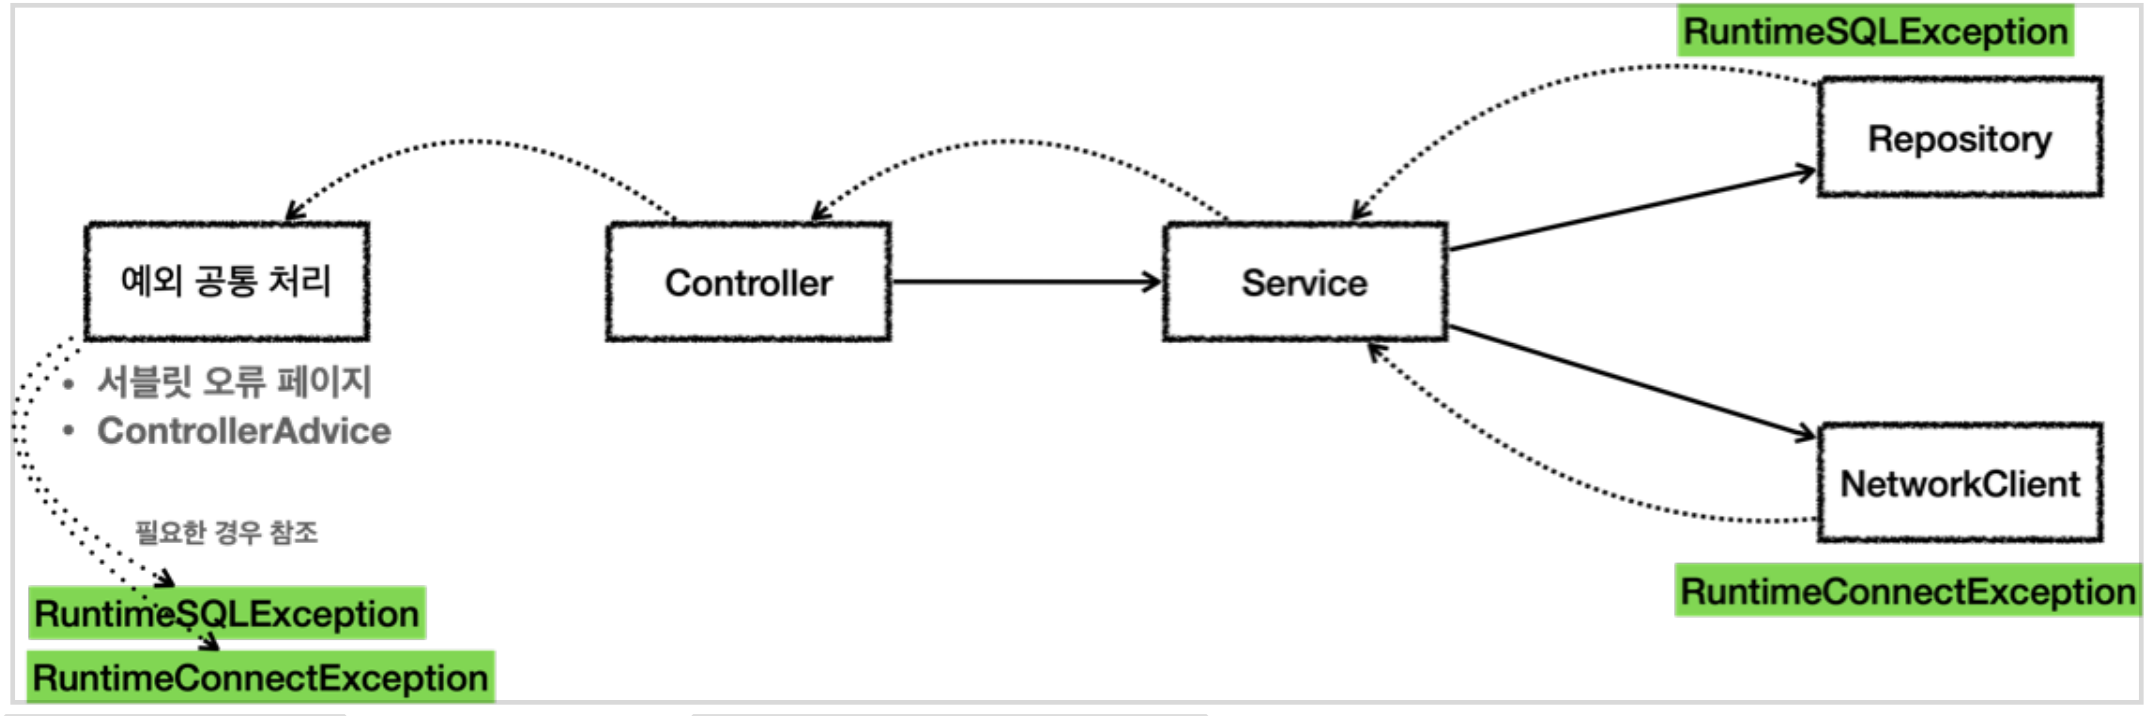 RuntimeSQLException
Repository
예외 공통 처리
Controller
Service
• 서블릿 오류 페이지
• ControllerAdvice
NetworkClient
필요한 경우 참조
RuntimeConnectException
RuntimeSQLException
RuntimeConnectException